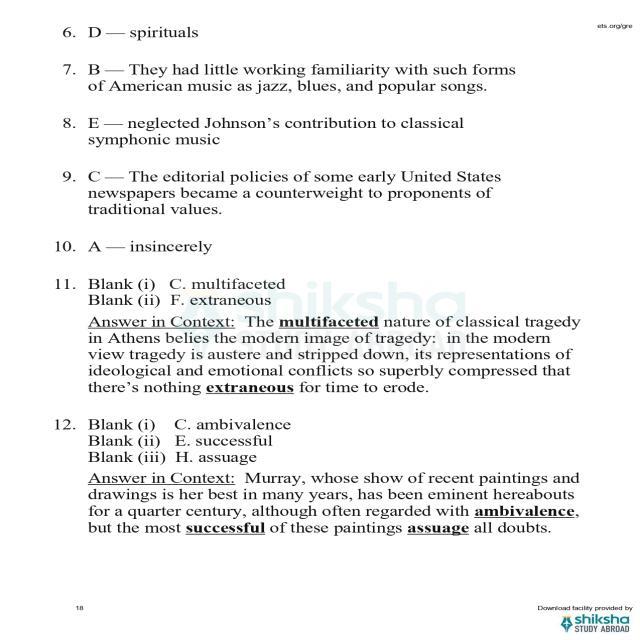 ets.org/gre
6. D — spirituals
7. B — They had little working familiarity with such forms
of American music as jazz, blues, and popular songs.
8. E — neglected Johnson's contribution to classical
symphonic music
9. C — The editorial policies of some early United States
newspapers became a counterweight to proponents of
traditional values.
10. A — insincerely
11. Blank (i) C. multifaceted
Blank (ii) F. extraneous
Answer in Context: The multifaceted nature of classical tragedy
in Athens belies the modern image of tragedy: in the modern
view tragedy is austere and stripped down, its representations of
ideological and emotional conflicts so superbly compressed that
there's nothing extraneous for time to erode.
12. Blank (i) C. ambivalence
Blank (ii) E. successful
Blank (iii) H. assuage
Answer in Context: Murray, whose show of recent paintings and
drawings is her best in many years, has been eminent hereabouts
for a quarter century, although often regarded with ambivalence,
but the most successful of these paintings assuage all doubts.
shiksha
STUDY ABROAD
18
Download facility provided by
shiksha
STUDY ABROAD